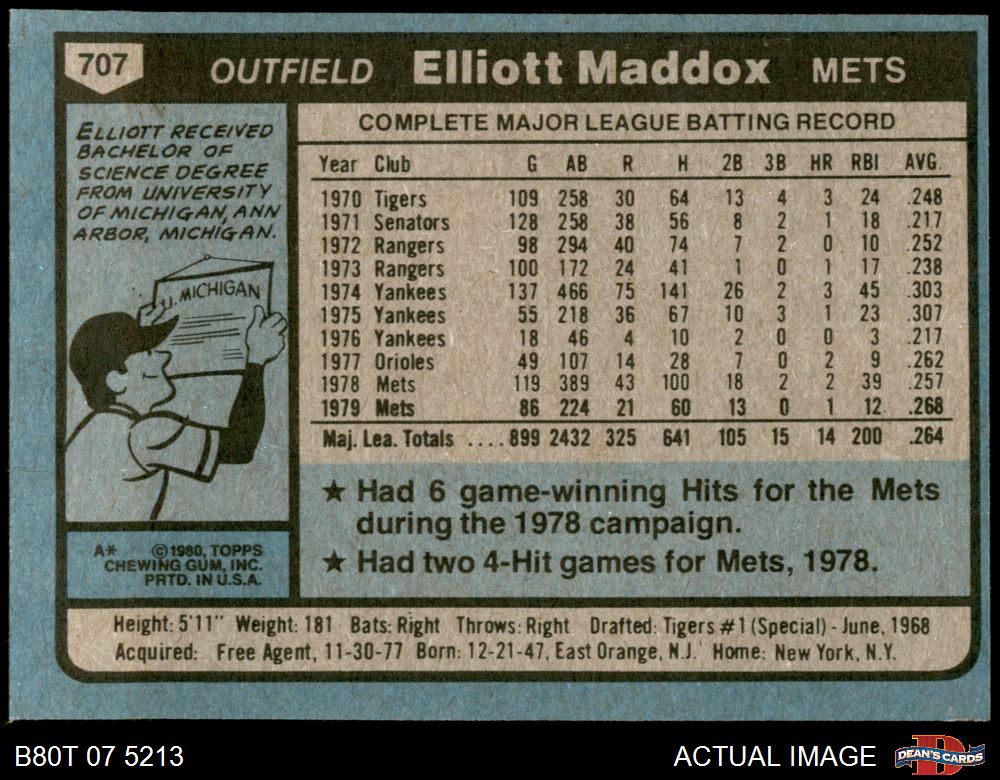 707 OUTFIELD Elliott Maddox METS
ELLIOTT RECEIVED
BACHELOR OF
SCIENCE DEGREE
FROM UNIVERSITY
OF MICHIGAN, ANN
ARBOR, MICHIGAN.
U. MICHIGAN
A* ©1980, TOPPS
CHEWING GUM, INC.
PRTD. IN U.S.A.
COMPLETE MAJOR LEAGUE BATTING RECORD
Year Club G AB R H 2B 3B HR RBI AVG.
1970 Tigers 109 258 30 64 13 4 3 24 .248
1971 Senators 128 258 38 56 8 2 1 18 .217
1972 Rangers 98 294 40 74 7 2 0 10 .252
1973 Rangers 100 172 24 41 1 0 1 17 .238
1974 Yankees 137 466 75 141 26 2 3 45 .303
1975 Yankees 55 218 36 67 10 3 1 23 .307
1976 Yankees 18 46 4 10 2 0 0 3 .217
1977 Orioles 49 107 14 28 7 0 2 9 .262
1978 Mets 119 389 43 100 18 2 2 39 .257
1979 Mets 86 224 21 60 13 0 1 12 .268
Maj. Lea. Totals .... 899 2432 325 641 105 15 14 200 .264
★ Had 6 game-winning Hits for the Mets
during the 1978 campaign.
★ Had two 4-Hit games for Mets, 1978.
Height: 5'11" Weight: 181 Bats: Right Throws: Right Drafted: Tigers #1 (Special) - June, 1968
Acquired: Free Agent, 11-30-77 Born: 12-21-47, East Orange, N.J. Home: New York, N.Y.
B80T 07 5213 ACTUAL IMAGE DEAN'S CARDS